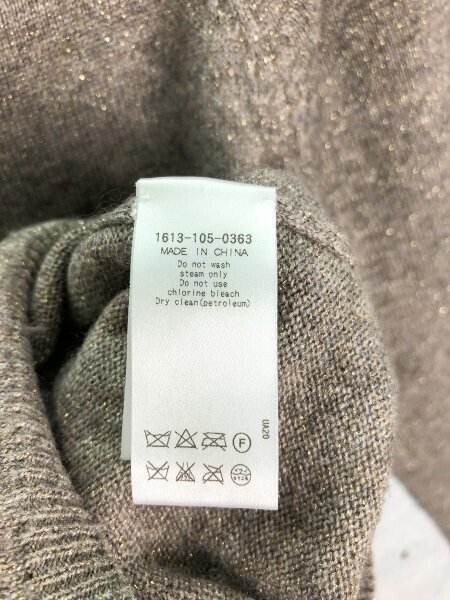 1613-105-0363
MADE IN CHINA
Do not wash
steam only
Do not use
chlorine bleach
Dry clean(petroleum)
UA20
F